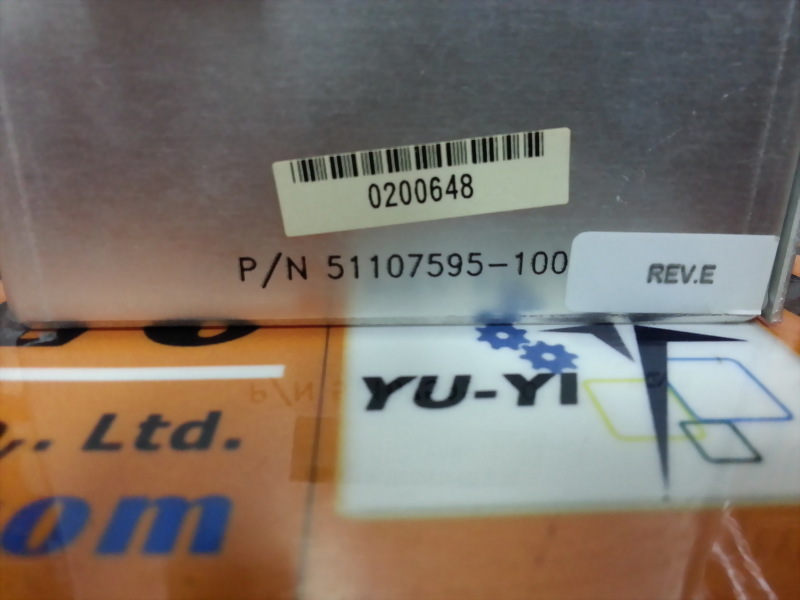 0200648
P/N 51107595-100
REV.E
YU-YI
Ltd.
om